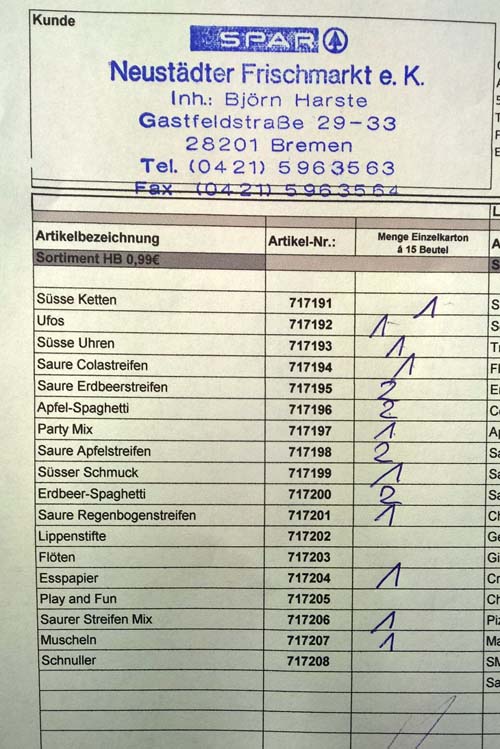 Kunde
SPAR
Neustädter Frischmarkt e. K.
Inh.: Björn Harste
Gastfeldstraße 29-33
28201 Bremen
Tel. (0421) 5963563
Fax (0421) 5963564
Artikelbezeichnung Artikel-Nr.: Menge Einzelkarton
á 15 Beutel
Sortiment HB 0,99€
Süsse Ketten 717191 1
Ufos 717192 1
Süsse Uhren 717193 1
Saure Colastreifen 717194 1
Saure Erdbeerstreifen 717195 2
Apfel-Spaghetti 717196 2
Party Mix 717197 1
Saure Apfelstreifen 717198 2
Süsser Schmuck 717199 1
Erdbeer-Spaghetti 717200 2
Saure Regenbogenstreifen 717201 1
Lippenstifte 717202
Flöten 717203
Esspapier 717204 1
Play and Fun 717205
Saurer Streifen Mix 717206 1
Muscheln 717207 1
Schnuller 717208